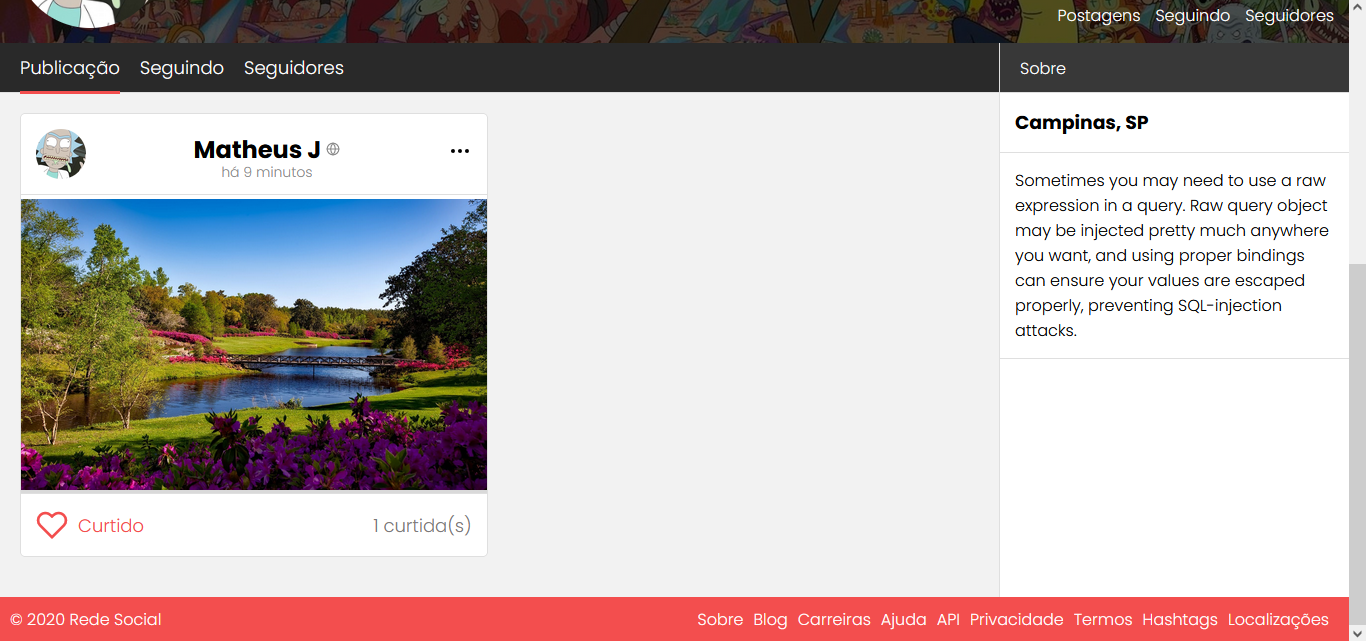 Postagens Seguindo Seguidores
Publicação Seguindo Seguidores
Sobre
Matheus J
há 9 minutos
Curtido
1 curtida(s)
Campinas, SP
Sometimes you may need to use a raw
expression in a query. Raw query object
may be injected pretty much anywhere
you want, and using proper bindings
can ensure your values are escaped
properly, preventing SQL-injection
attacks.
© 2020 Rede Social
Sobre Blog Carreiras Ajuda API Privacidade Termos Hashtags Localizações